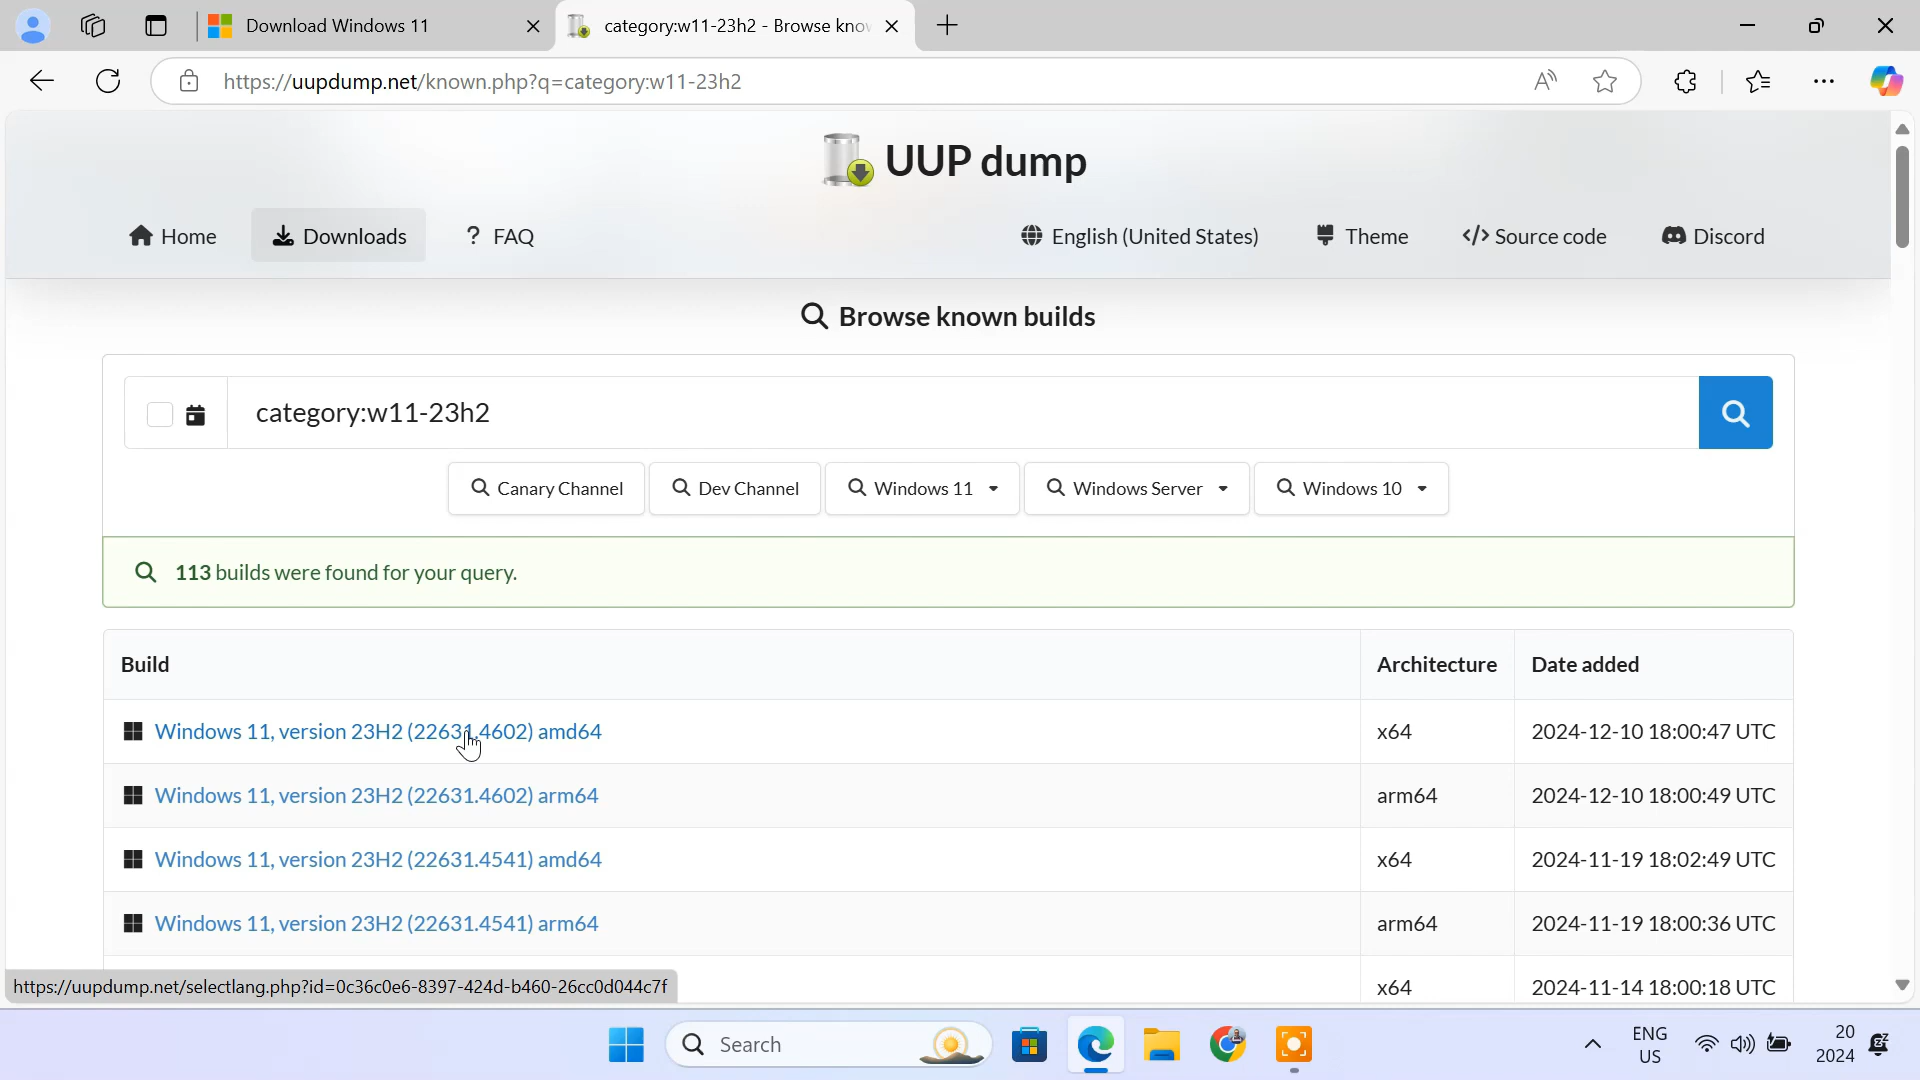 Download Windows 11
category:w11-23h2 - Browse kno
https://uupdump.net/known.php?q=category:w11-23h2
UUP dump
Home
Downloads
? FAQ
English (United States)
Theme
</> Source code
Discord
Browse known builds
category:w11-23h2
Canary Channel
Dev Channel
Windows 11
Windows Server
Windows 10
113 builds were found for your query.
Build Architecture Date added
Windows 11, version 23H2 (22631.4602) amd64 x64 2024-12-10 18:00:47 UTC
Windows 11, version 23H2 (22631.4602) arm64 arm64 2024-12-10 18:00:49 UTC
Windows 11, version 23H2 (22631.4541) amd64 x64 2024-11-19 18:02:49 UTC
Windows 11, version 23H2 (22631.4541) arm64 arm64 2024-11-19 18:00:36 UTC
x64 2024-11-14 18:00:18 UTC
https://uupdump.net/selectlang.php?id=0c36c0e6-8397-424d-b460-26cc0d044c7f
Search
ENG
US
20
2024